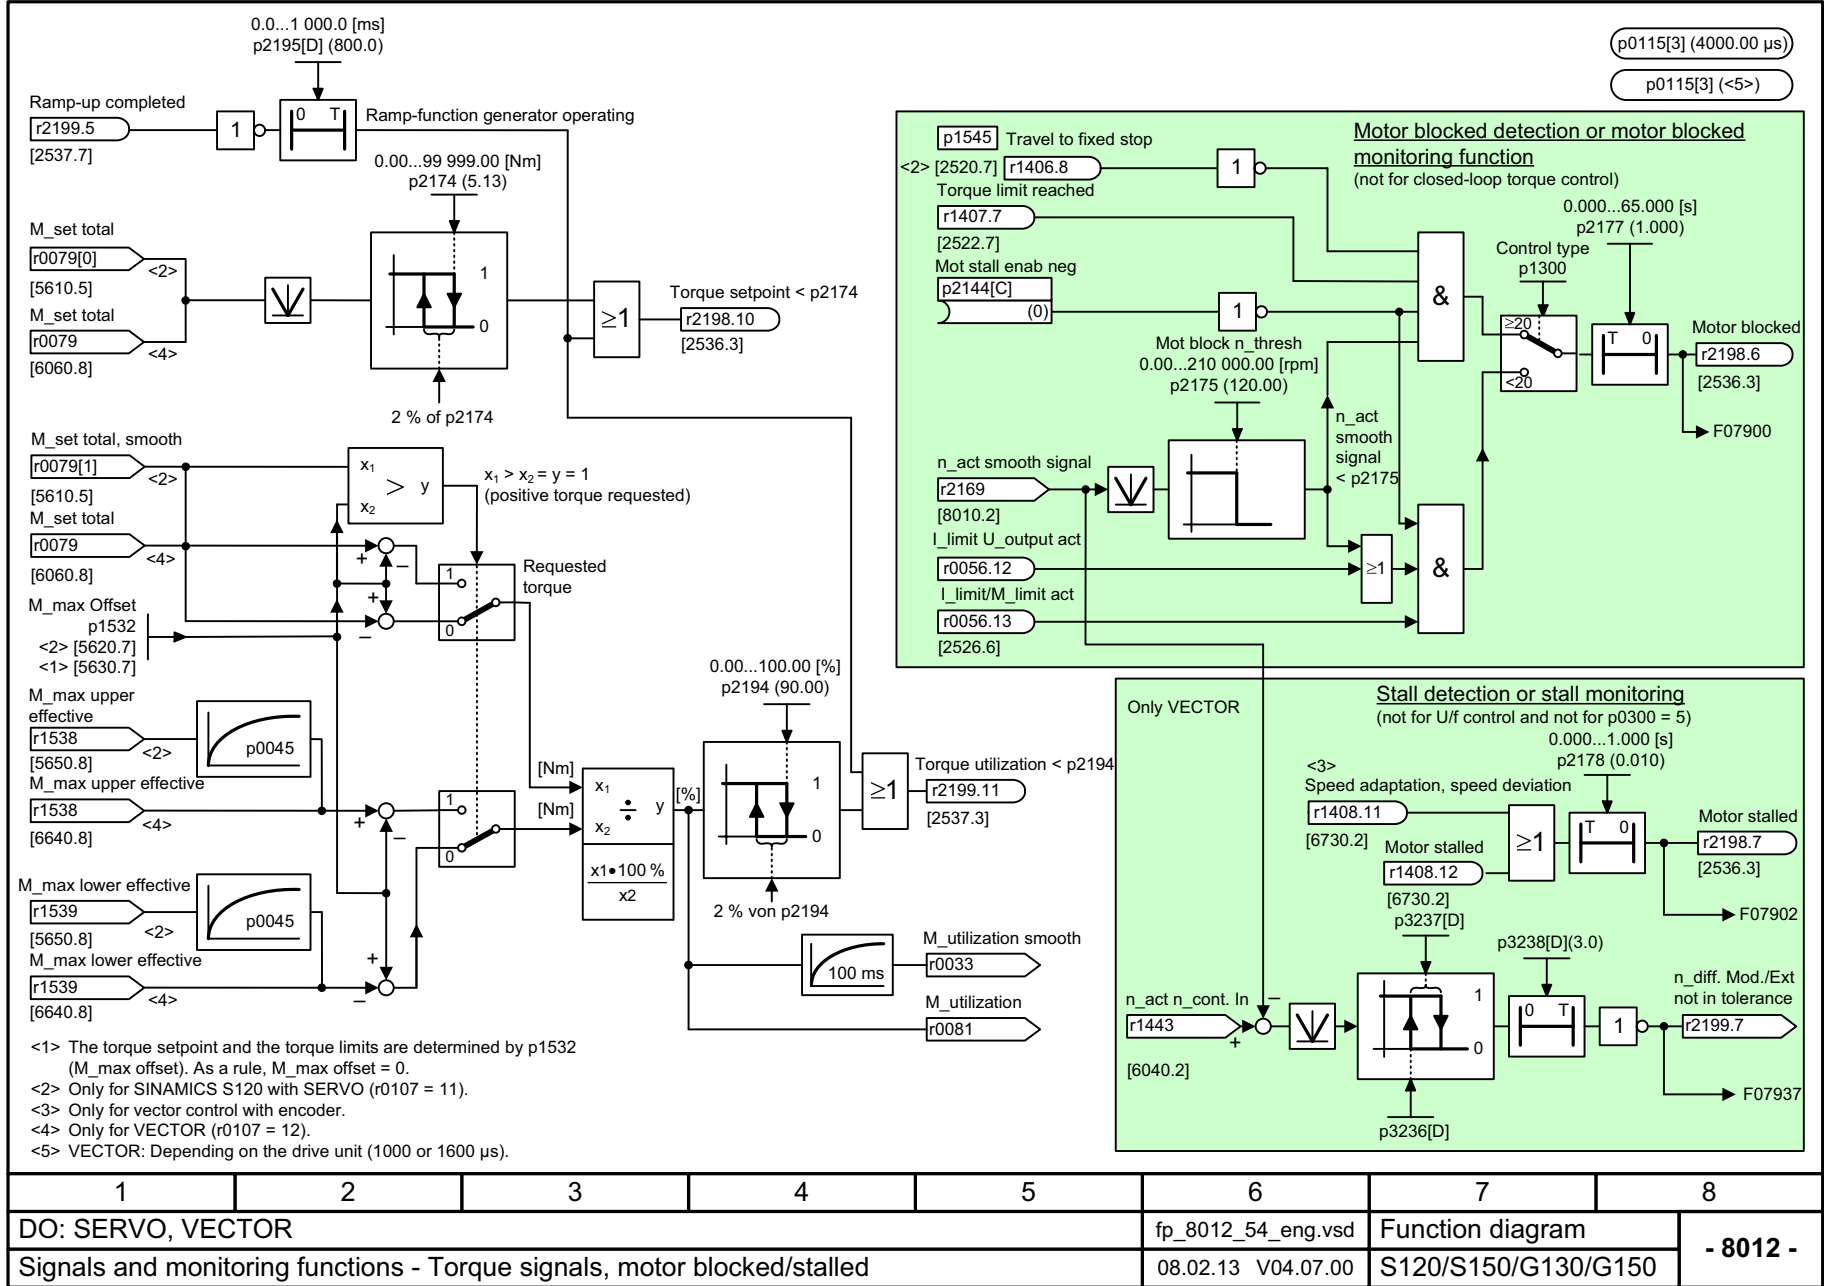 0.0...1 000.0 [ms]
p2195[D] (800.0)
Ramp-up completed
r2199.5
[2537.7]
1
0 T
Ramp-function generator operating
0.00...99 999.00 [Nm]
p2174 (5.13)
M_set total
r0079[0]
<2>
[5610.5]
M_set total
r0079
<4>
[6060.8]
1
0
2 % of p2174
≥1
Torque setpoint < p2174
r2198.10
[2536.3]
M_set total, smooth
r0079[1]
<2>
[5610.5]
M_set total
r0079
<4>
[6060.8]
x1
> y
x2
x1 > x2 = y = 1
(positive torque requested)
+
–
+
–
1
0
Requested
torque
M_max Offset
p1532
<2> [5620.7]
<1> [5630.7]
M_max upper
effective
r1538
<2>
[5650.8]
p0045
M_max upper effective
r1538
<4>
[6640.8]
+
–
1
0
M_max lower effective
r1539
<2>
[5650.8]
p0045
M_max lower effective
r1539
<4>
[6640.8]
+
–
[Nm]
[Nm]
x1
÷ y
x2
x1•100 %
x2
[%]
0.00...100.00 [%]
p2194 (90.00)
1
0
2 % von p2194
≥1
Torque utilization < p2194
r2199.11
[2537.3]
100 ms
M_utilization smooth
r0033
M_utilization
r0081
p0115[3] (4000.00 µs)
p0115[3] (<5>)
Motor blocked detection or motor blocked
monitoring function
(not for closed-loop torque control)
p1545 Travel to fixed stop
<2> [2520.7] r1406.8
1
Torque limit reached
r1407.7
[2522.7]
Mot stall enab neg
p2144[C]
(0)
1
Mot block n_thresh
0.00...210 000.00 [rpm]
p2175 (120.00)
n_act
smooth
signal
< p2175
n_act smooth signal
r2169
[8010.2]
I_limit U_output act
r0056.12
I_limit/M_limit act
r0056.13
[2526.6]
≥1
&
&
Control type
p1300
≥20
<20
0.000...65.000 [s]
p2177 (1.000)
T 0
Motor blocked
r2198.6
[2536.3]
F07900
Only VECTOR
Stall detection or stall monitoring
(not for U/f control and not for p0300 = 5)
0.000...1.000 [s]
p2178 (0.010)
<3>
Speed adaptation, speed deviation
r1408.11
[6730.2]
Motor stalled
r1408.12
[6730.2]
≥1
T 0
Motor stalled
r2198.7
[2536.3]
F07902
p3237[D]
p3238[D](3.0)
n_act n_cont. In
r1443
[6040.2]
–
+
1
0
p3236[D]
0 T
1
n_diff. Mod./Ext
not in tolerance
r2199.7
F07937
<1> The torque setpoint and the torque limits are determined by p1532
(M_max offset). As a rule, M_max offset = 0.
<2> Only for SINAMICS S120 with SERVO (r0107 = 11).
<3> Only for vector control with encoder.
<4> Only for VECTOR (r0107 = 12).
<5> VECTOR: Depending on the drive unit (1000 or 1600 µs).
1 2 3 4 5 6 7 8
DO: SERVO, VECTOR
fp_8012_54_eng.vsd
Function diagram
- 8012 -
Signals and monitoring functions - Torque signals, motor blocked/stalled
08.02.13 V04.07.00
S120/S150/G130/G150